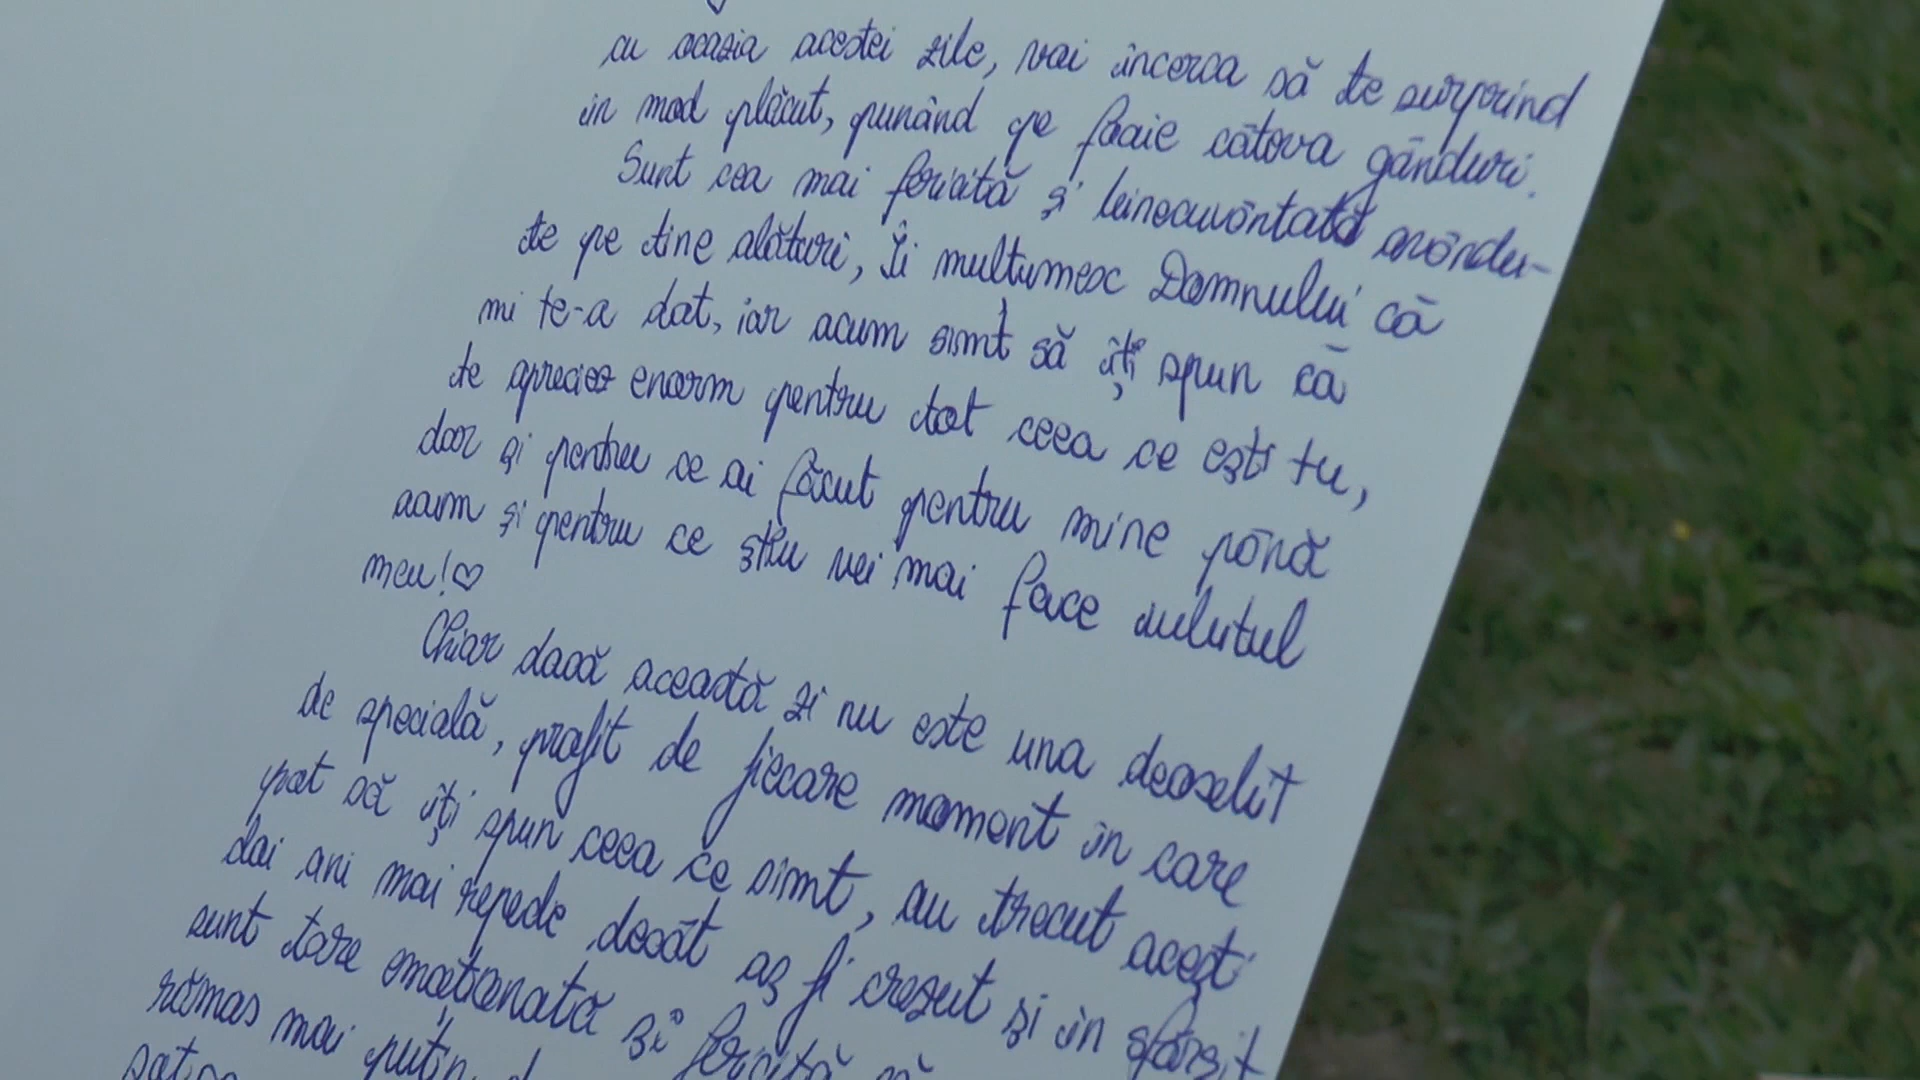 cu ocazia acestei zile, voi încerca să te surprind
în mod plăcut, punând pe foaie câtova gânduri.
Sunt cea mai fericită și binecuvântată avându-
te pe tine alături, Îi mulțumesc Domnului că
mi te-a dat, iar acum simt să îți spun că
te apreciez enorm pentru tot ceea ce ești tu,
dar și pentru ce ai făcut pentru mine până
acum și pentru ce știu vei mai face iubitul
meu! ♡
Chiar dacă această zi nu este una deosebit
de specială, profit de fiecare moment în care
pot să îți spun ceea ce simt, au trecut acești
doi ani mai repede decât aș fi crezut și în sfârșit
sunt tare emoționată și fericită că
rămas mai puțin